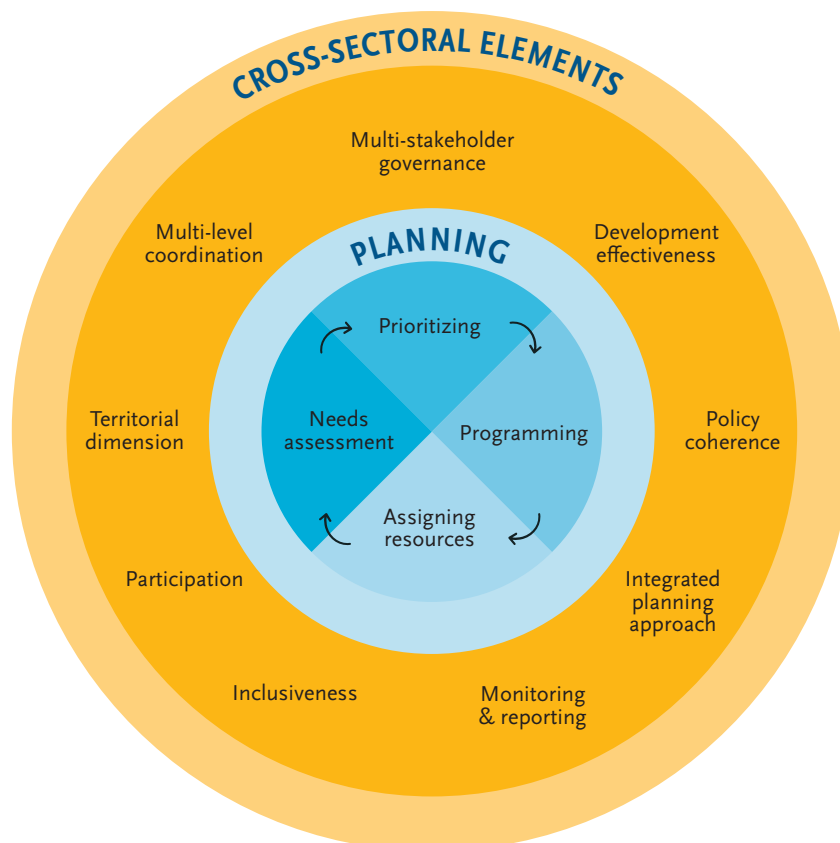 CROSS-SECTORAL ELEMENTS
Multi-stakeholder
governance
Multi-level
coordination
Development
effectiveness
PLANNING
Prioritizing
Territorial
dimension
Needs
assessment
Programming
Policy
coherence
Assigning
resources
Participation
Integrated
planning
approach
Inclusiveness
Monitoring
& reporting